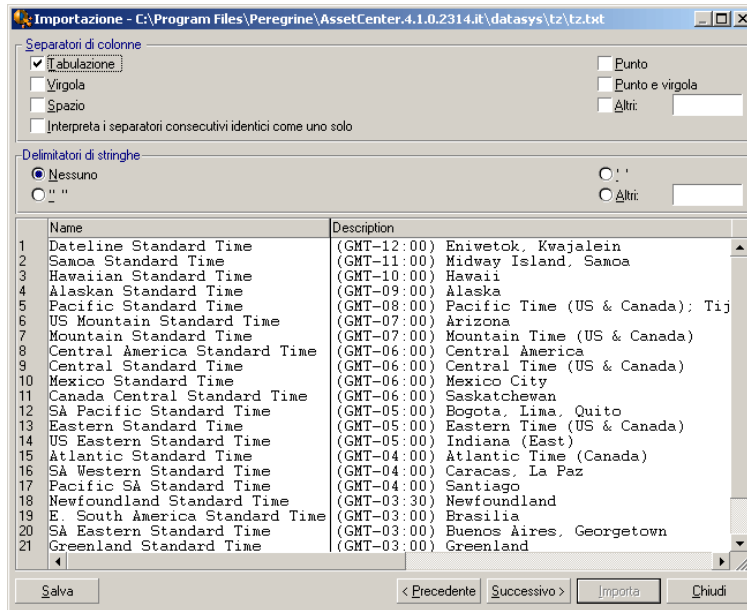 Importazione - C:\Program Files\Peregrine\AssetCenter.4.1.0.2314.it\datasys\tz\tz.txt
Separatori di colonne
Tabulazione
Punto
Virgola
Punto e virgola
Spazio
Altri:
Interpreta i separatori consecutivi identici come uno solo
Delimitatori di stringhe
Nessuno
' '
" "
Altri:
Name Description
1 Dateline Standard Time (GMT-12:00) Eniwetok, Kwajalein
2 Samoa Standard Time (GMT-11:00) Midway Island, Samoa
3 Hawaiian Standard Time (GMT-10:00) Hawaii
4 Alaskan Standard Time (GMT-09:00) Alaska
5 Pacific Standard Time (GMT-08:00) Pacific Time (US & Canada); Tij
6 US Mountain Standard Time (GMT-07:00) Arizona
7 Mountain Standard Time (GMT-07:00) Mountain Time (US & Canada)
8 Central America Standard Time (GMT-06:00) Central America
9 Central Standard Time (GMT-06:00) Central Time (US & Canada)
10 Mexico Standard Time (GMT-06:00) Mexico City
11 Canada Central Standard Time (GMT-06:00) Saskatchewan
12 SA Pacific Standard Time (GMT-05:00) Bogota, Lima, Quito
13 Eastern Standard Time (GMT-05:00) Eastern Time (US & Canada)
14 US Eastern Standard Time (GMT-05:00) Indiana (East)
15 Atlantic Standard Time (GMT-04:00) Atlantic Time (Canada)
16 SA Western Standard Time (GMT-04:00) Caracas, La Paz
17 Pacific SA Standard Time (GMT-04:00) Santiago
18 Newfoundland Standard Time (GMT-03:30) Newfoundland
19 E. South America Standard Time (GMT-03:00) Brasilia
20 SA Eastern Standard Time (GMT-03:00) Buenos Aires, Georgetown
21 Greenland Standard Time (GMT-03:00) Greenland
Salva < Precedente Successivo > Importa Chiudi